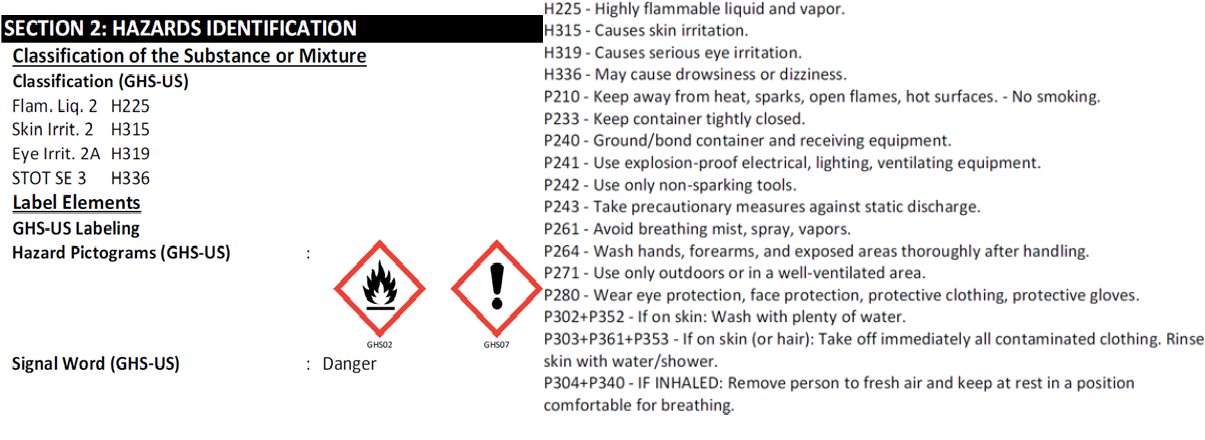 SECTION 2: HAZARDS IDENTIFICATION
Classification of the Substance or Mixture
Classification (GHS-US)
Flam. Liq. 2 H225
Skin Irrit. 2 H315
Eye Irrit. 2A H319
STOT SE 3 H336
Label Elements
GHS-US Labeling
Hazard Pictograms (GHS-US) :
GHS02 GHS07
Signal Word (GHS-US) : Danger
H225 - Highly flammable liquid and vapor.
H315 - Causes skin irritation.
H319 - Causes serious eye irritation.
H336 - May cause drowsiness or dizziness.
P210 - Keep away from heat, sparks, open flames, hot surfaces. - No smoking.
P233 - Keep container tightly closed.
P240 - Ground/bond container and receiving equipment.
P241 - Use explosion-proof electrical, lighting, ventilating equipment.
P242 - Use only non-sparking tools.
P243 - Take precautionary measures against static discharge.
P261 - Avoid breathing mist, spray, vapors.
P264 - Wash hands, forearms, and exposed areas thoroughly after handling.
P271 - Use only outdoors or in a well-ventilated area.
P280 - Wear eye protection, face protection, protective clothing, protective gloves.
P302+P352 - If on skin: Wash with plenty of water.
P303+P361+P353 - If on skin (or hair): Take off immediately all contaminated clothing. Rinse
skin with water/shower.
P304+P340 - IF INHALED: Remove person to fresh air and keep at rest in a position
comfortable for breathing.